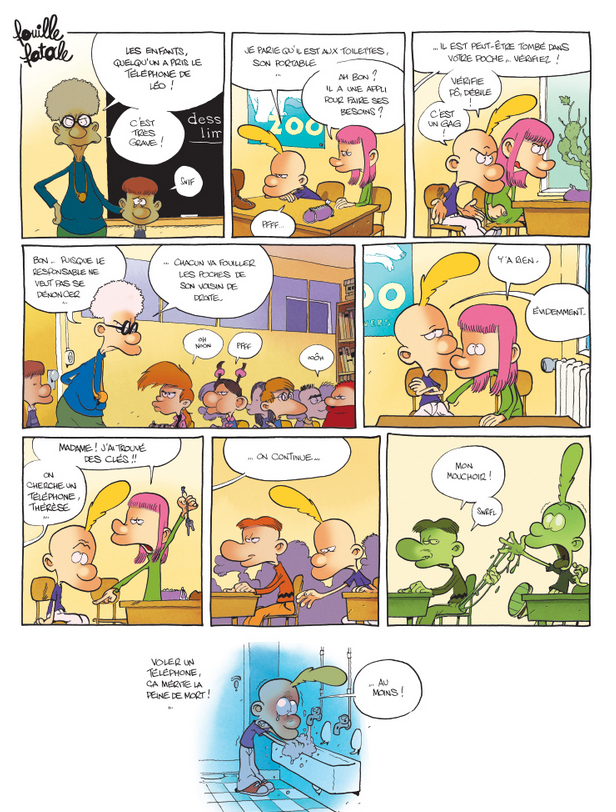 fouille
fatale
LES ENFANTS,
QUELQU'UN A PRIS LE
TÉLÉPHONE DE
LÉO !
C'EST
TRÈS
GRAVE !
SNIF
dess
lim
JE PARIE QU'IL EST AUX TOILETTES,
SON PORTABLE
...
AH BON ?
IL A UNE APPLI
POUR FAIRE SES
BESOINS ?
ZOO
PFFF...
... IL EST PEUT-ÊTRE TOMBÉ DANS
VOTRE POCHE... VÉRIFIEZ !
VÉRIFIE
PÔ, DÉBILE
C'EST
UN GAG !
BON... PUISQUE LE
RESPONSABLE NE
VEUT PAS SE
DÉNONCER
...
... CHACUN VA FOUILLER
LES POCHES DE
SON VOISIN DE
DROITE...
OH
NOON
PFFF
OOÔH
Y'A RIEN.
ÉVIDEMMENT.
ZOO
VERS
MADAME ! J'AI TROUVÉ
DES CLÉS !!
ON
CHERCHE UN
TÉLÉPHONE,
THÉRÈSE.
... ON CONTINUE...
MON
MOUCHOIR !
SNRFL
VOLER UN
TÉLÉPHONE,
ÇA MÉRITE LA
PEINE DE MORT !
...
... AU
MOINS !